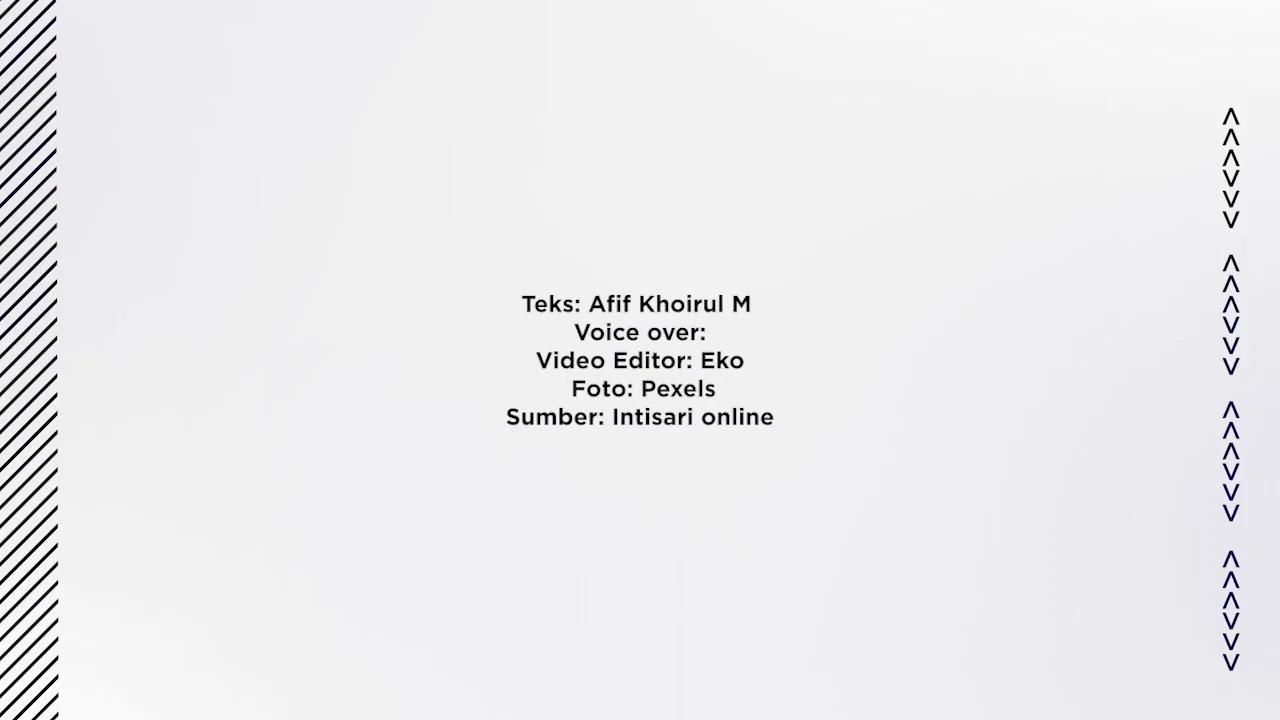 Teks: Afif Khoirul M
Voice over:
Video Editor: Eko
Foto: Pexels
Sumber: Intisari online